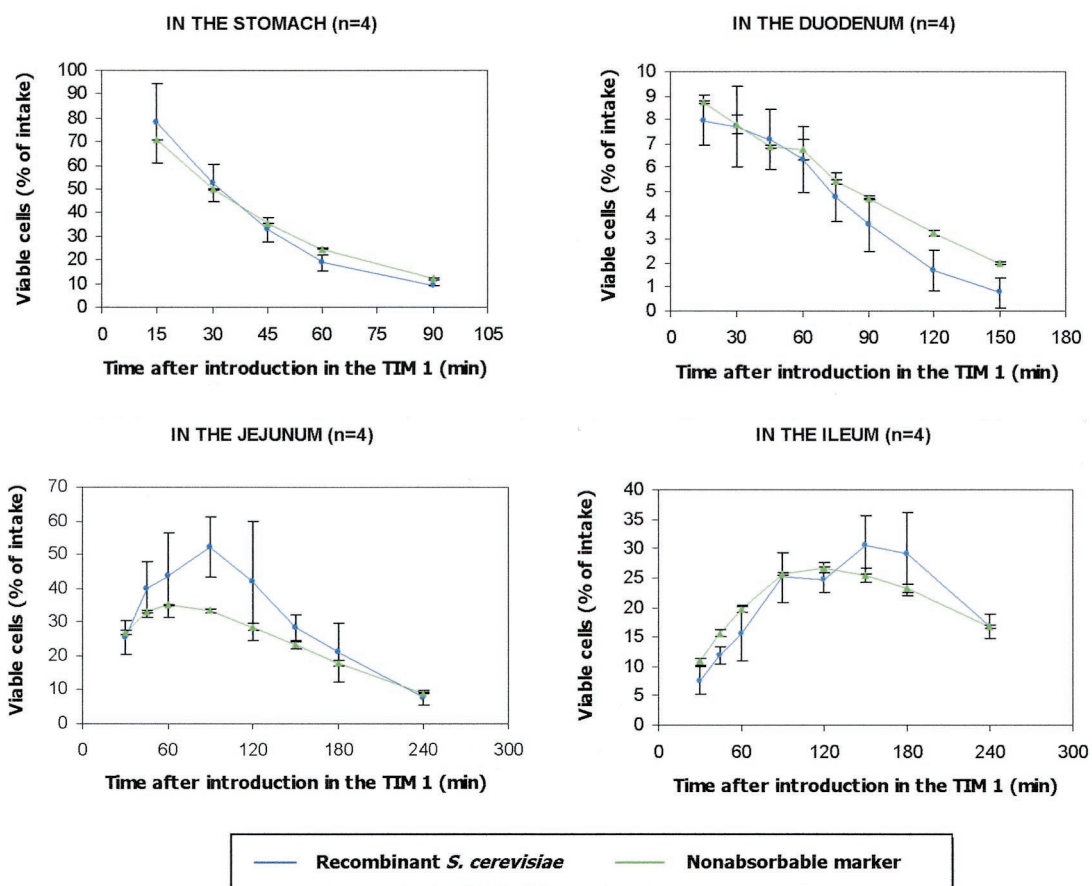 IN THE STOMACH (n=4)
Viable cells (% of intake)
100
90
80
70
60
50
40
30
20
10
0
0 15 30 45 60 75 90 105
Time after introduction in the TIM 1 (min)
IN THE DUODENUM (n=4)
Viable cells (% of intake)
10
9
8
7
6
5
4
3
2
1
0
0 30 60 90 120 150 180
Time after introduction in the TIM 1 (min)
IN THE JEJUNUM (n=4)
Viable cells (% of intake)
70
60
50
40
30
20
10
0
0 60 120 180 240 300
Time after introduction in the TIM 1 (min)
IN THE ILEUM (n=4)
Viable cells (% of intake)
40
35
30
25
20
15
10
5
0
0 60 120 180 240 300
Time after introduction in the TIM 1 (min)
Recombinant S. cerevisiae Nonabsorbable marker